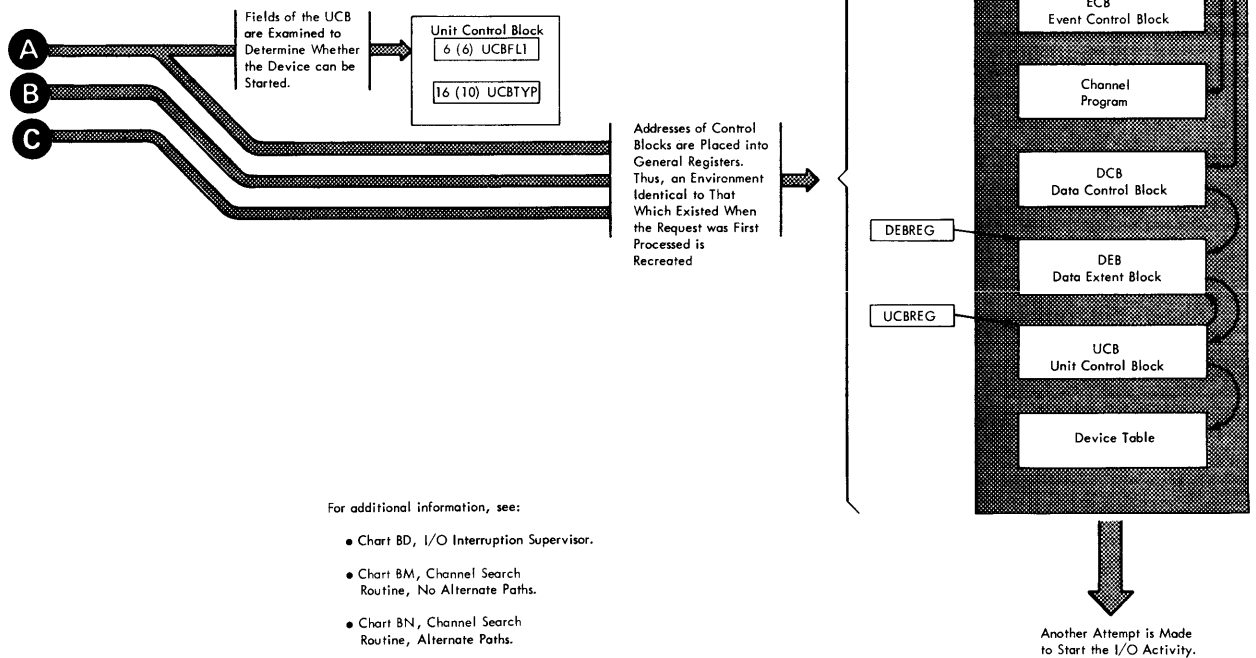 A
B
C
Fields of the UCB
are Examined to
Determine Whether
the Device can be
Started.
Unit Control Block
6 (6) UCBFL1
16 (10) UCBTYP
Addresses of Control
Blocks are Placed into
General Registers.
Thus, an Environment
Identical to That
Which Existed When
the Request was First
Processed is
Recreated
DEBREG
UCBREG
ECB
Event Control Block
Channel
Program
DCB
Data Control Block
DEB
Data Extent Block
UCB
Unit Control Block
Device Table
For additional information, see:
• Chart BD, I/O Interruption Supervisor.
• Chart BM, Channel Search
Routine, No Alternate Paths.
• Chart BN, Channel Search
Routine, Alternate Paths.
Another Attempt is Made
to Start the I/O Activity.